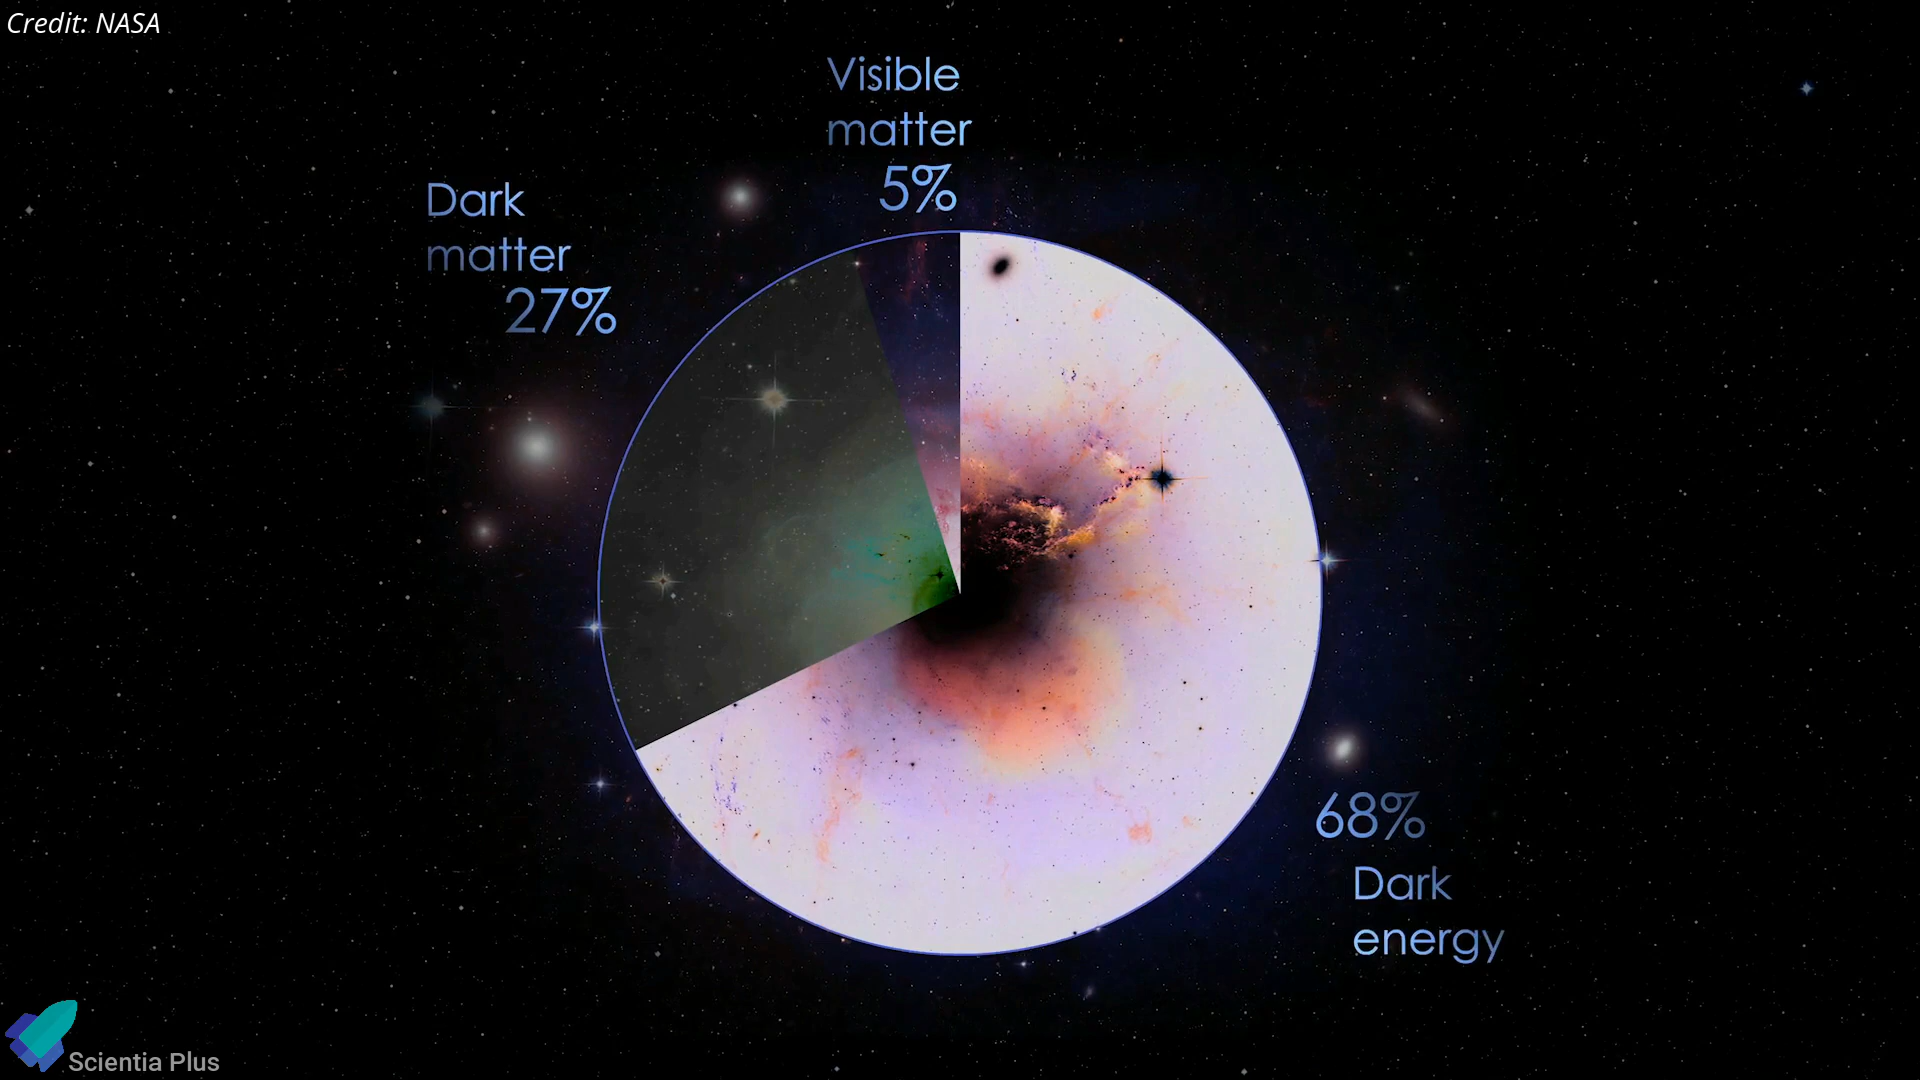 Credit: NASA
Visible
matter
5%
Dark
matter
27%
68%
Dark
energy
Scientia Plus